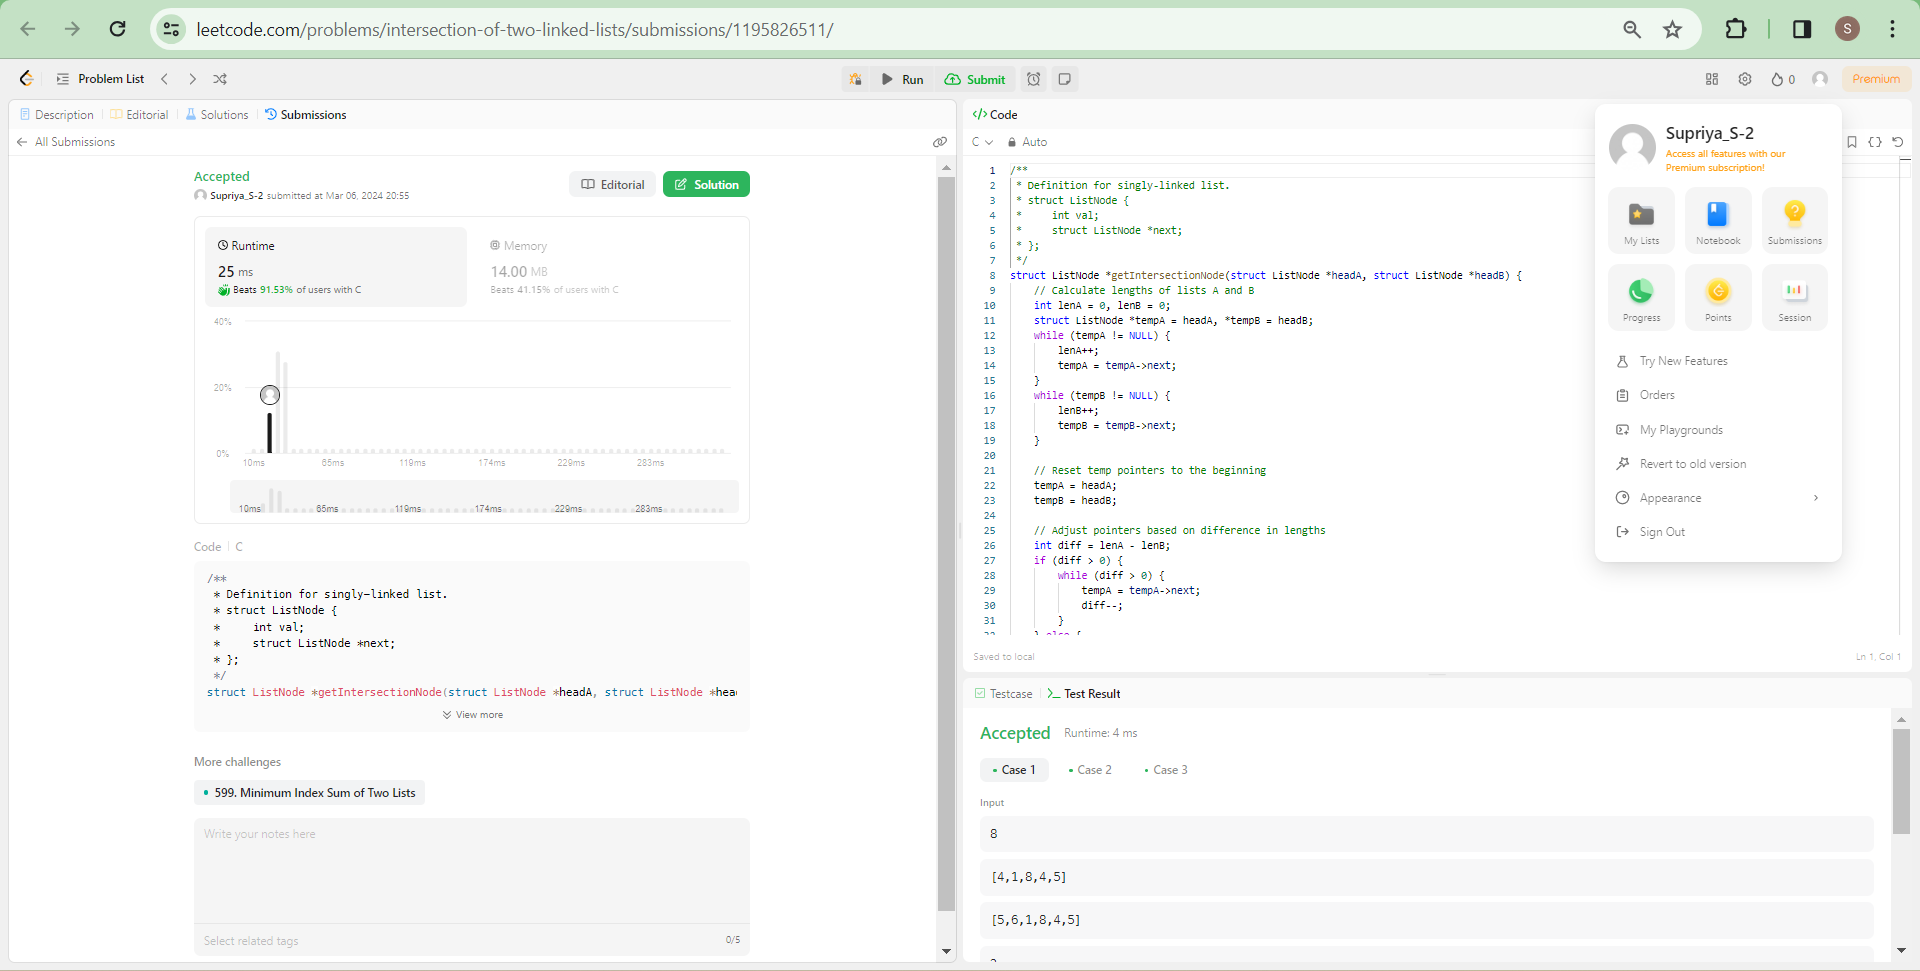 leetcode.com/problems/intersection-of-two-linked-lists/submissions/1195826511/
S
Problem List
Run
Submit
0
Premium
Description
Editorial
Solutions
Submissions
All Submissions
Accepted
Supriya_S-2 submitted at Mar 06, 2024 20:55
Editorial
Solution
Runtime
25 ms
Beats 91.53% of users with C
Memory
14.00 MB
Beats 41.15% of users with C
40%
20%
0%
10ms 65ms 119ms 174ms 229ms 283ms
10ms 65ms 119ms 174ms 229ms 283ms
Code C
/**
 * Definition for singly-linked list.
 * struct ListNode {
 *     int val;
 *     struct ListNode *next;
 * };
 */
struct ListNode *getIntersectionNode(struct ListNode *headA, struct ListNode *hea
View more
More challenges
599. Minimum Index Sum of Two Lists
Write your notes here
Select related tags
0/5
</> Code
C
Auto
1 /**
2  * Definition for singly-linked list.
3  * struct ListNode {
4  *     int val;
5  *     struct ListNode *next;
6  * };
7  */
8 struct ListNode *getIntersectionNode(struct ListNode *headA, struct ListNode *headB) {
9     // Calculate lengths of lists A and B
10     int lenA = 0, lenB = 0;
11     struct ListNode *tempA = headA, *tempB = headB;
12     while (tempA != NULL) {
13         lenA++;
14         tempA = tempA->next;
15     }
16     while (tempB != NULL) {
17         lenB++;
18         tempB = tempB->next;
19     }
20
21     // Reset temp pointers to the beginning
22     tempA = headA;
23     tempB = headB;
24
25     // Adjust pointers based on difference in lengths
26     int diff = lenA - lenB;
27     if (diff > 0) {
28         while (diff > 0) {
29             tempA = tempA->next;
30             diff--;
31         }
32     } else {
Saved to local
Ln 1, Col 1
Supriya_S-2
Access all features with our
Premium subscription!
My Lists
Notebook
Submissions
Progress
Points
Session
Try New Features
Orders
My Playgrounds
Revert to old version
Appearance
Sign Out
Testcase
Test Result
Accepted Runtime: 4 ms
Case 1
Case 2
Case 3
Input
8
[4,1,8,4,5]
[5,6,1,8,4,5]